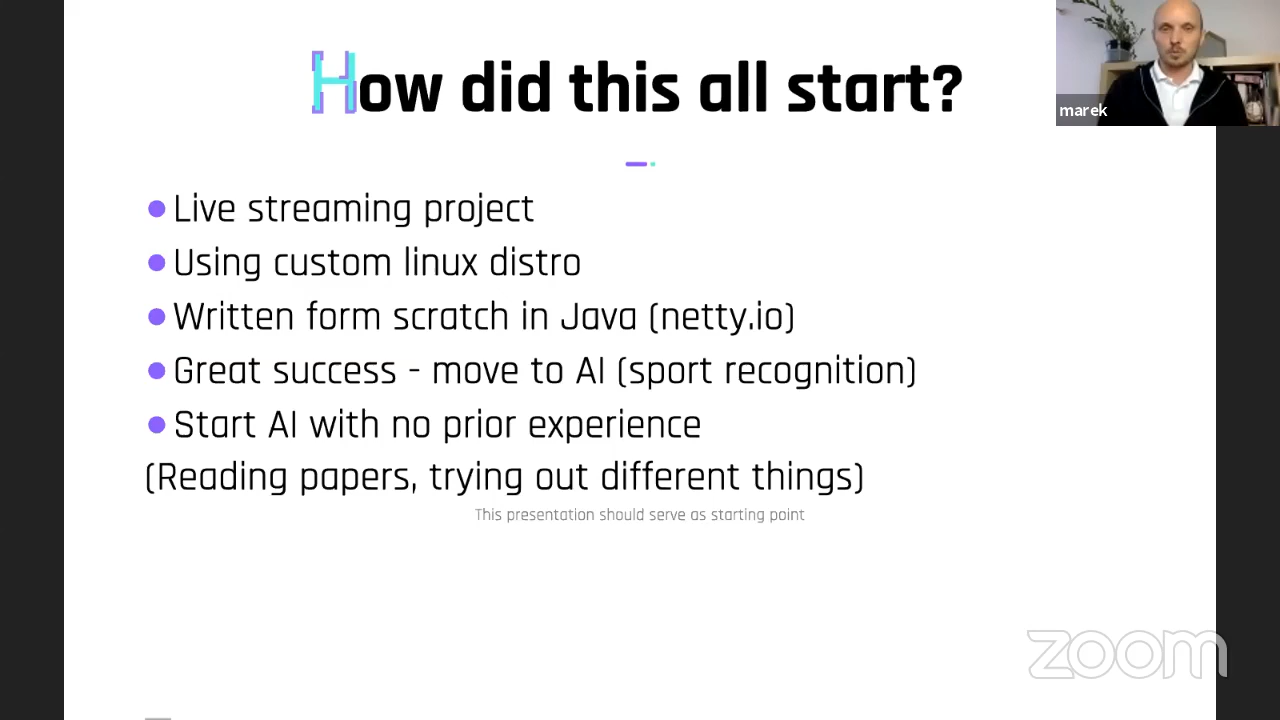 How did this all start?
marek
Live streaming project
Using custom linux distro
Written form scratch in Java (netty.io)
Great success - move to AI (sport recognition)
Start AI with no prior experience
(Reading papers, trying out different things)
This presentation should serve as starting point
zoom